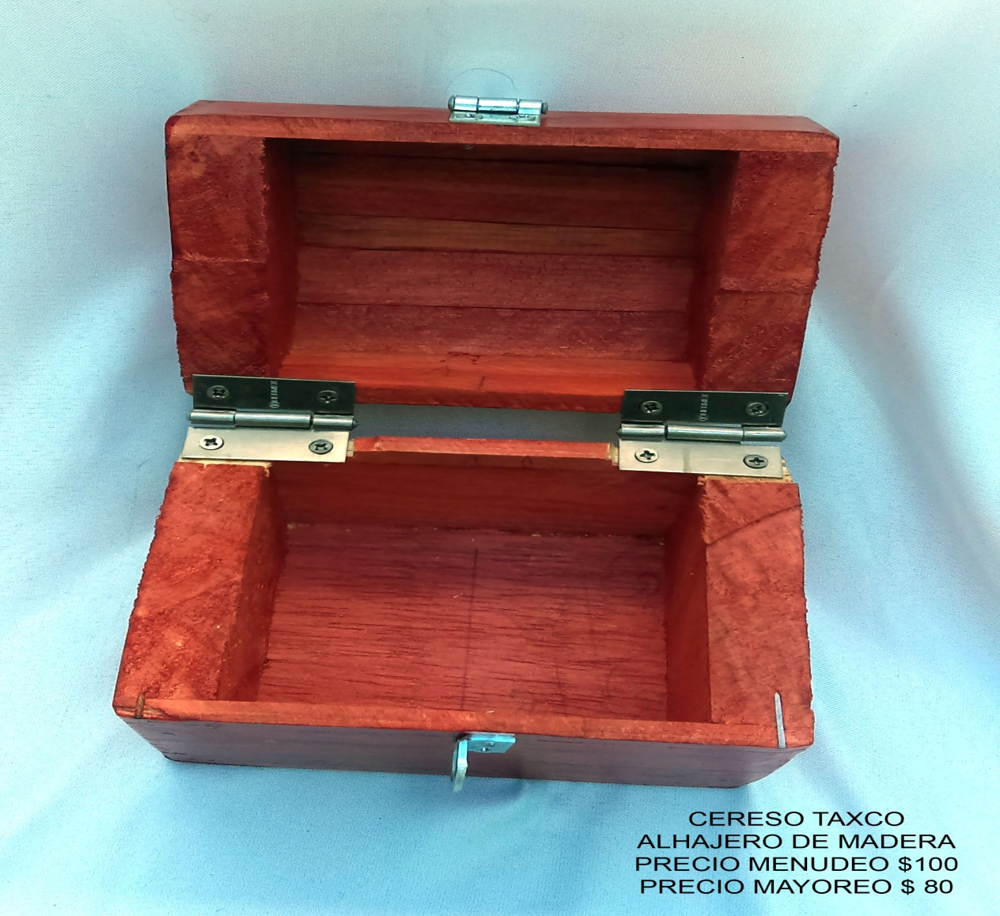 CERESO TAXCO
ALHAJERO DE MADERA
PRECIO MENUDEO $100
PRECIO MAYOREO $ 80